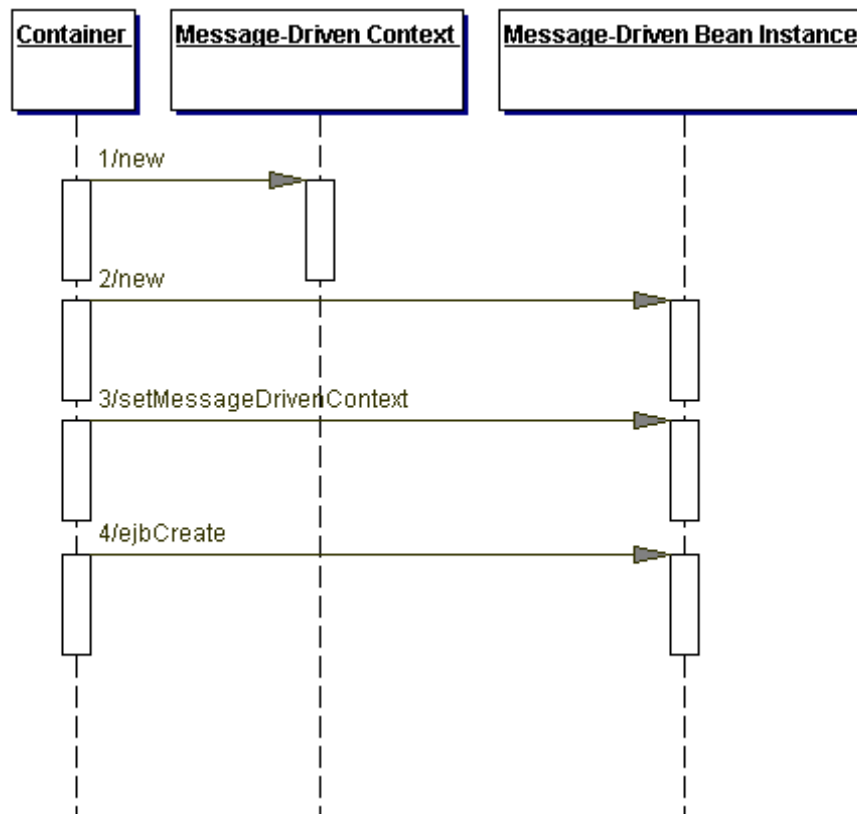 Container
Message-Driven Context
Message-Driven Bean Instance
1/new
2/new
3/setMessageDrivenContext
4/ejbCreate